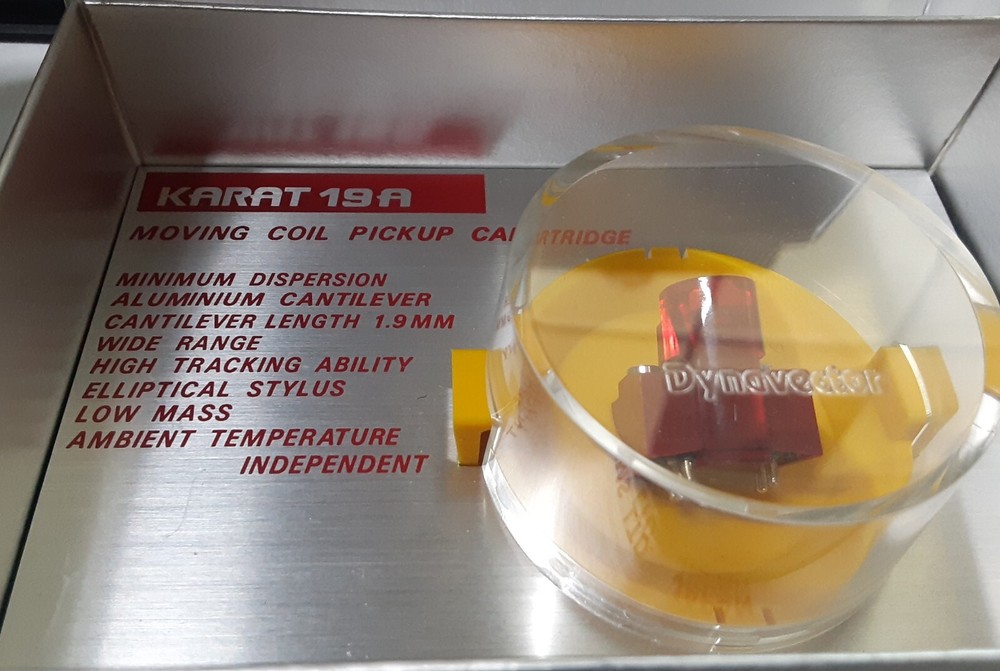 KARAT 19A
MOVING COIL PICKUP CARTRIDGE
MINIMUM DISPERSION
ALUMINIUM CANTILEVER
CANTILEVER LENGTH 1.9MM
WIDE RANGE
HIGH TRACKING ABILITY
ELLIPTICAL STYLUS
LOW MASS
AMBIENT TEMPERATURE
INDEPENDENT
Dynavector